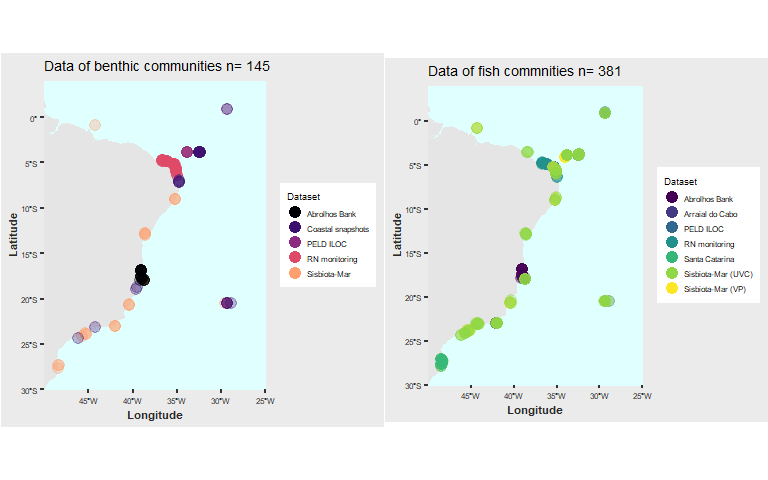 Data of benthic communities n= 145
Latitude
0°
5°S
10°S
15°S
20°S
25°S
30°S
45°W
40°W
35°W
30°W
25°W
Longitude
Dataset
Abrolhos Bank
Coastal snapshots
PELD ILOC
RN monitoring
Sisbiota-Mar
Data of fish commnities n= 381
Latitude
0°
5°S
10°S
15°S
20°S
25°S
30°S
45°W
40°W
35°W
30°W
25°W
Longitude
Dataset
Abrolhos Bank
Arraial do Cabo
PELD ILOC
RN monitoring
Santa Catarina
Sisbiota-Mar (UVC)
Sisbiota-Mar (VP)